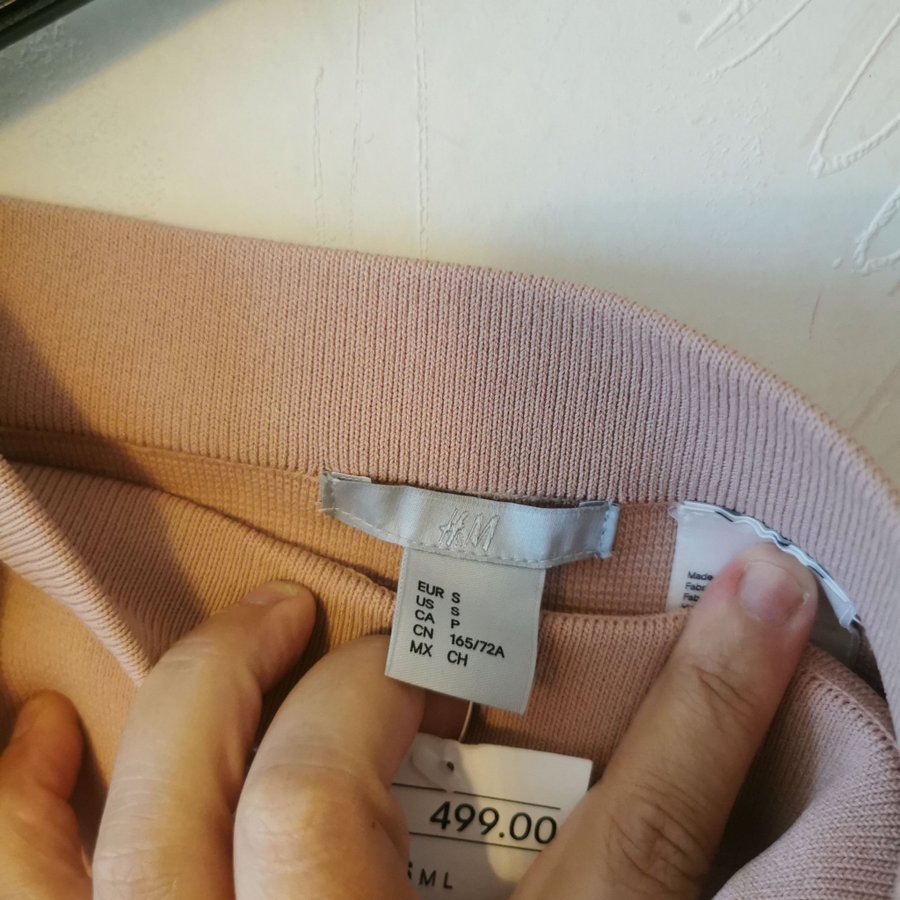 H&M
EUR S
US S
CA P
CN 165/72A
MX CH
Made
499.00
S M L